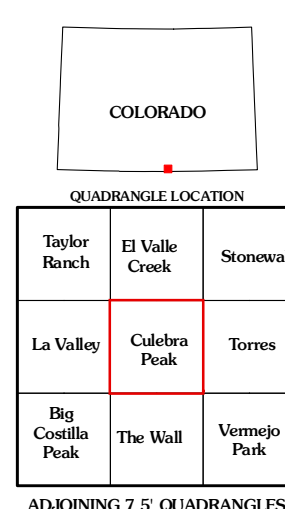 COLORADO
QUADRANGLE LOCATION
Taylor
Ranch
El Valle
Creek
Stonewa
La Valley
Culebra
Peak
Torres
Big
Costilla
Peak
The Wall
Vermejo
Park
ADJOINING 7.5' QUADRANGLES